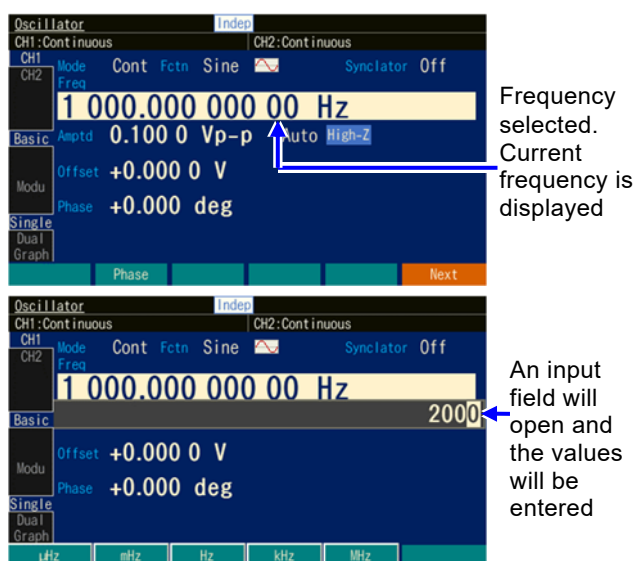 Oscillator Indep
CH1:Continuous CH2:Continuous
CH1
CH2
Mode Cont Fctn Sine Synclator Off
Freq
1 000.000 000 00 Hz
Basic Amptd 0.100 0 Vp-p Auto High-Z
Offset +0.000 0 V
Modu
Phase +0.000 deg
Single
Dual
Graph
Phase Next
Frequency
selected.
Current
frequency is
displayed
Oscillator Indep
CH1:Continuous CH2:Continuous
CH1
CH2
Mode Cont Fctn Sine Synclator Off
Freq
1 000.000 000 00 Hz
2000
Basic
Offset +0.000 0 V
Modu
Phase +0.000 deg
Single
Dual
Graph
µHz mHz Hz kHz MHz
An input
field will
open and
the values
will be
entered